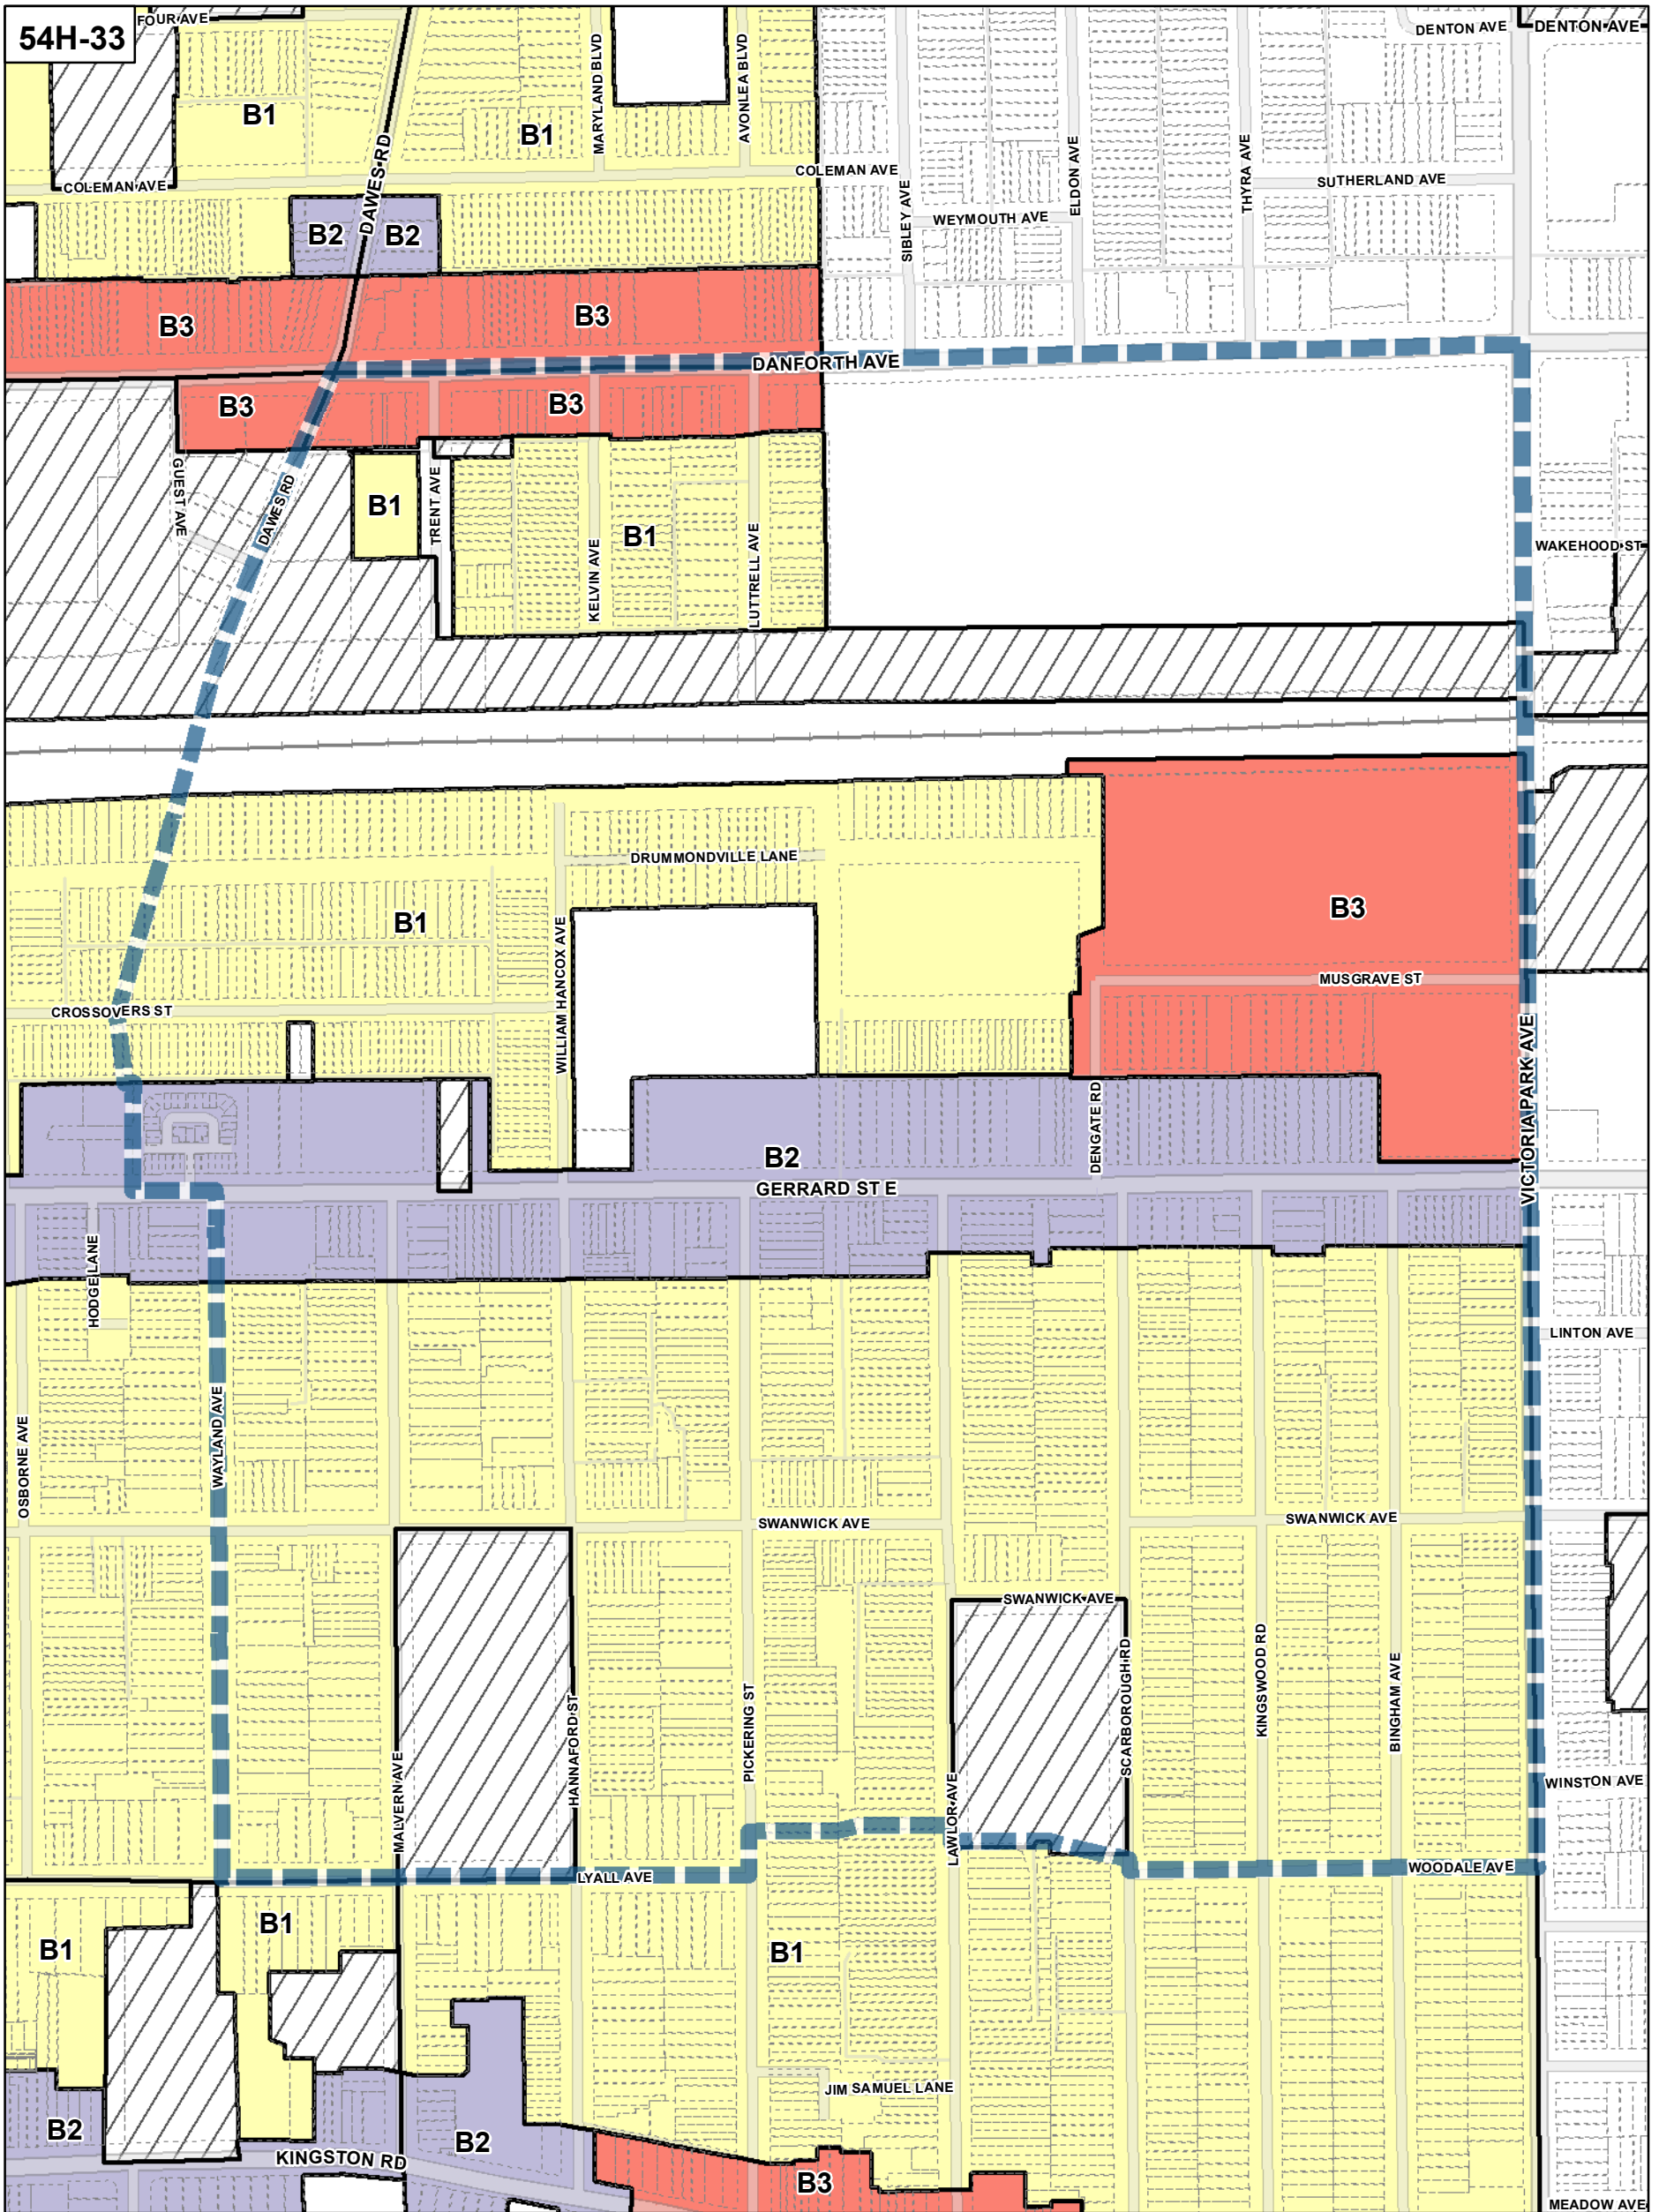 54H-33
FOUR AVE
DENTON AVE
DENTON AVE
MARYLAND BLVD
AVONLEA BLVD
B1
B1
DAWES RD
ELDON AVE
THYRA AVE
COLEMAN AVE
COLEMAN AVE
SUTHERLAND AVE
SIBLEY AVE
WEYMOUTH AVE
B2
B2
B3
B3
DANFORTH AVE
B3
B3
GUEST AVE
DAWES RD
B1
TRENT AVE
KELVIN AVE
B1
LUTTRELL AVE
WAKEHOOD ST
DRUMMONDVILLE LANE
B1
B3
WILLIAM HANCOX AVE
MUSGRAVE ST
CROSSOVERS ST
VICTORIA PARK AVE
DENGATE RD
B2
GERRARD ST E
HODGE LANE
LINTON AVE
OSBORNE AVE
WAYLAND AVE
SWANWICK AVE
SWANWICK AVE
SWANWICK AVE
KINGSWOOD RD
SCARBOROUGH RD
BINGHAM AVE
PICKERING ST
HANNAFORD ST
MALVERN AVE
LAWLOR AVE
WINSTON AVE
LYALL AVE
WOODALE AVE
B1
B1
B1
JIM SAMUEL LANE
B2
B2
KINGSTON RD
B3
MEADOW AVE